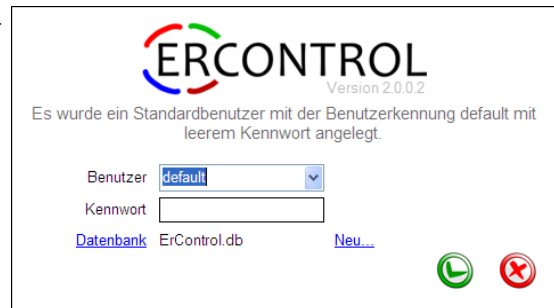 ERCONTROL
Version 2.0.0.2
Es wurde ein Standardbenutzer mit der Benutzerkennung default mit
leerem Kennwort angelegt.
Benutzer default
Kennwort
Datenbank ErControl.db Neu...